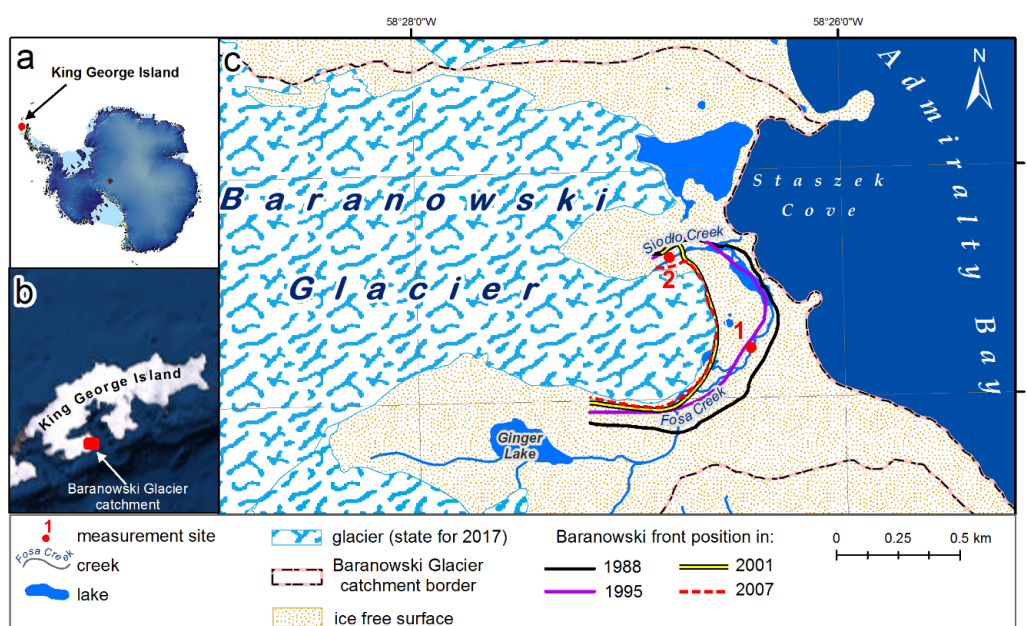 58°28'0"W
58°26'0"W
a
King George Island
b
King George Island
Baranowski Glacier
catchment
c
N
Admiralty Bay
Staszek
Cove
Baranowski
Glacier
Siodło Creek
2
1
Fosa Creek
Ginger
Lake
1
measurement site
Fosa Creek
creek
lake
glacier (state for 2017)
Baranowski Glacier
catchment border
ice free surface
Baranowski front position in:
1988
2001
1995
2007
0 0.25 0.5 km